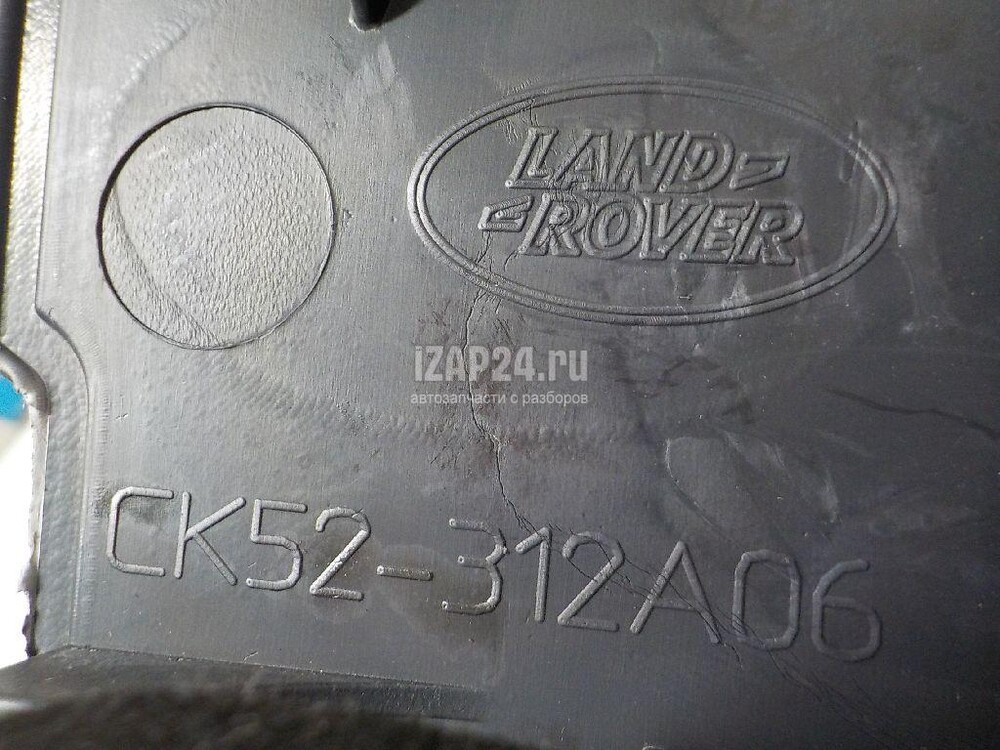 LAND
ROVER
iZAP24.ru
автозапчасти с разборов
CK52-312A06